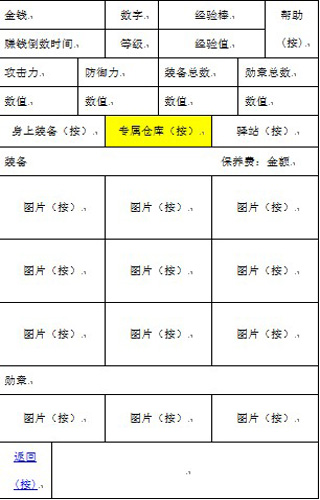 金钱 数字 经验棒 帮助
赚钱倒数时间 等级 经验值 （按）
攻击力 防御力 装备总数 勋章总数
数值 数值 数值 数值
身上装备（按） 专属仓库（按） 驿站（按）
装备 保养费：金额
图片（按） 图片（按） 图片（按）
图片（按） 图片（按） 图片（按）
图片（按） 图片（按） 图片（按）
勋章
图片（按） 图片（按） 图片（按）
返回
（按）